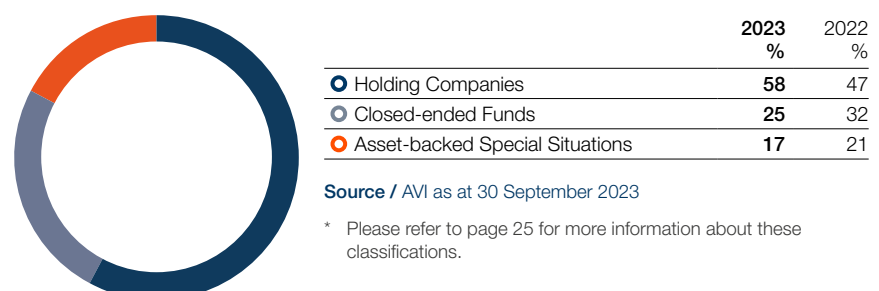 2023 2022
% %
Holding Companies 58 47
Closed-ended Funds 25 32
Asset-backed Special Situations 17 21
Source / AVI as at 30 September 2023
* Please refer to page 25 for more information about these
classifications.